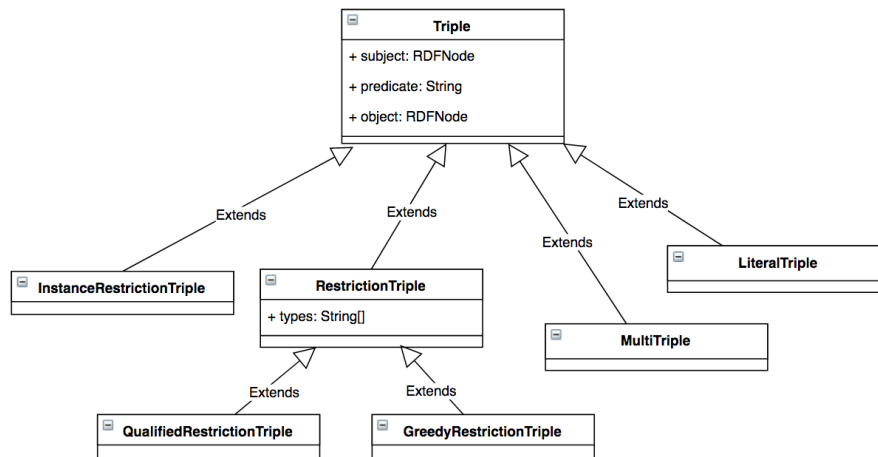 Triple
+ subject: RDFNode
+ predicate: String
+ object: RDFNode
Extends
Extends
Extends
Extends
InstanceRestrictionTriple
RestrictionTriple
+ types: String[]
LiteralTriple
MultiTriple
Extends
Extends
QualifiedRestrictionTriple
GreedyRestrictionTriple